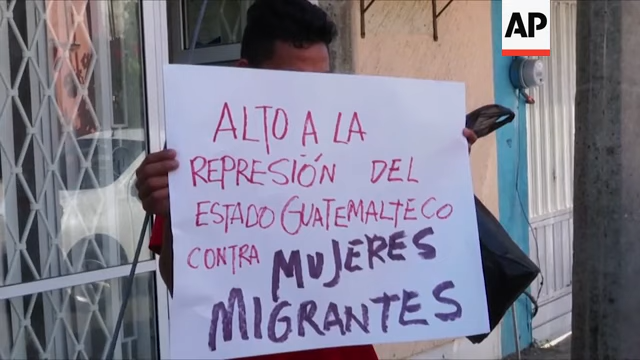 AP
ALTO A LA
REPRESIÓN DEL
ESTADO GUATEMALTECO
CONTRA MUJERES
MIGRANTES